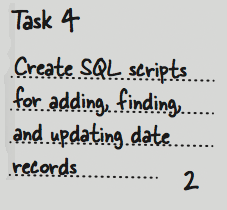 Task 4
Create SQL scripts
for adding, finding,
and updating date
records
2